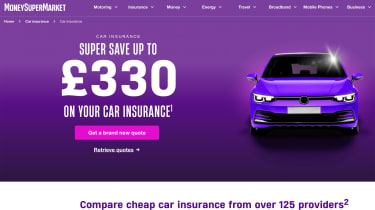 MONEYSUPERMARKET
Motoring Insurance Money Energy Travel Broadband Mobile Phones Business
Home > Car insurance > Car insurance
CAR INSURANCE
SUPER SAVE UP TO
£330
ON YOUR CAR INSURANCE¹
Get a brand new quote
Retrieve quotes →
Compare cheap car insurance from over 125 providers²